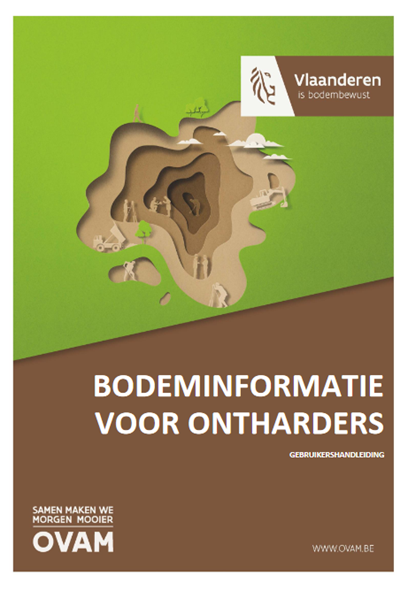 Vlaanderen
is bodembewust
BODEMINFORMATIE
VOOR ONTHARDERS
GEBRUIKERSHANDLEIDING
SAMEN MAKEN WE
MORGEN MOOIER
OVAM
WWW.OVAM.BE